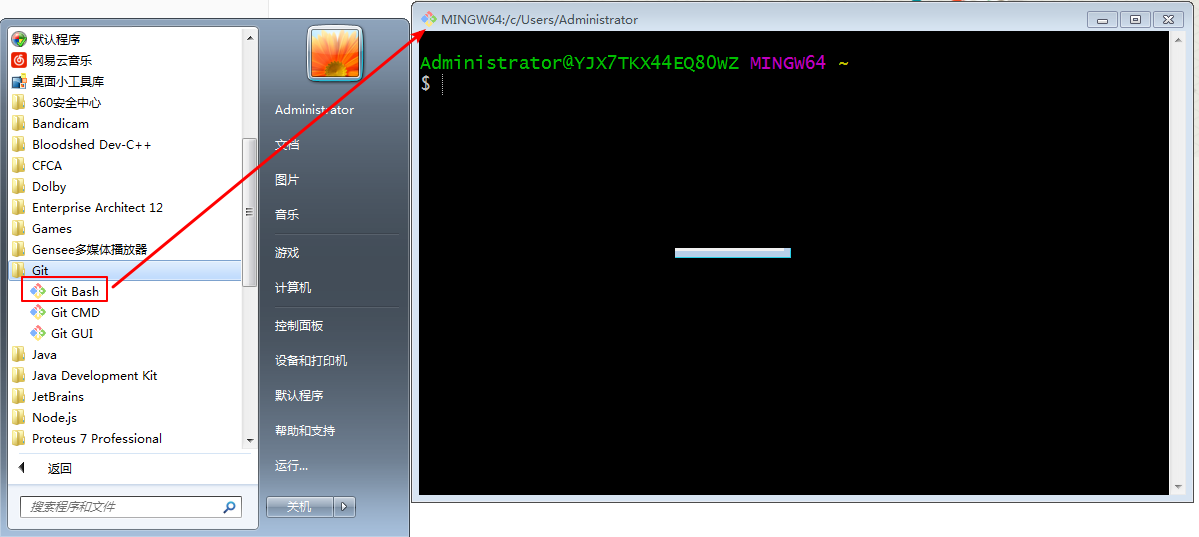 默认程序
网易云音乐
桌面小工具库
360安全中心
Bandicam
Bloodshed Dev-C++
CFCA
Dolby
Enterprise Architect 12
Games
Gensee多媒体播放器
Git
Git Bash
Git CMD
Git GUI
Java
Java Development Kit
JetBrains
Node.js
Proteus 7 Professional
返回
搜索程序和文件
Administrator
文档
图片
音乐
游戏
计算机
控制面板
设备和打印机
默认程序
帮助和支持
运行...
关机
MINGW64:/c/Users/Administrator
Administrator@YJX7TKX44EQ8OWZ MINGW64 ~
$